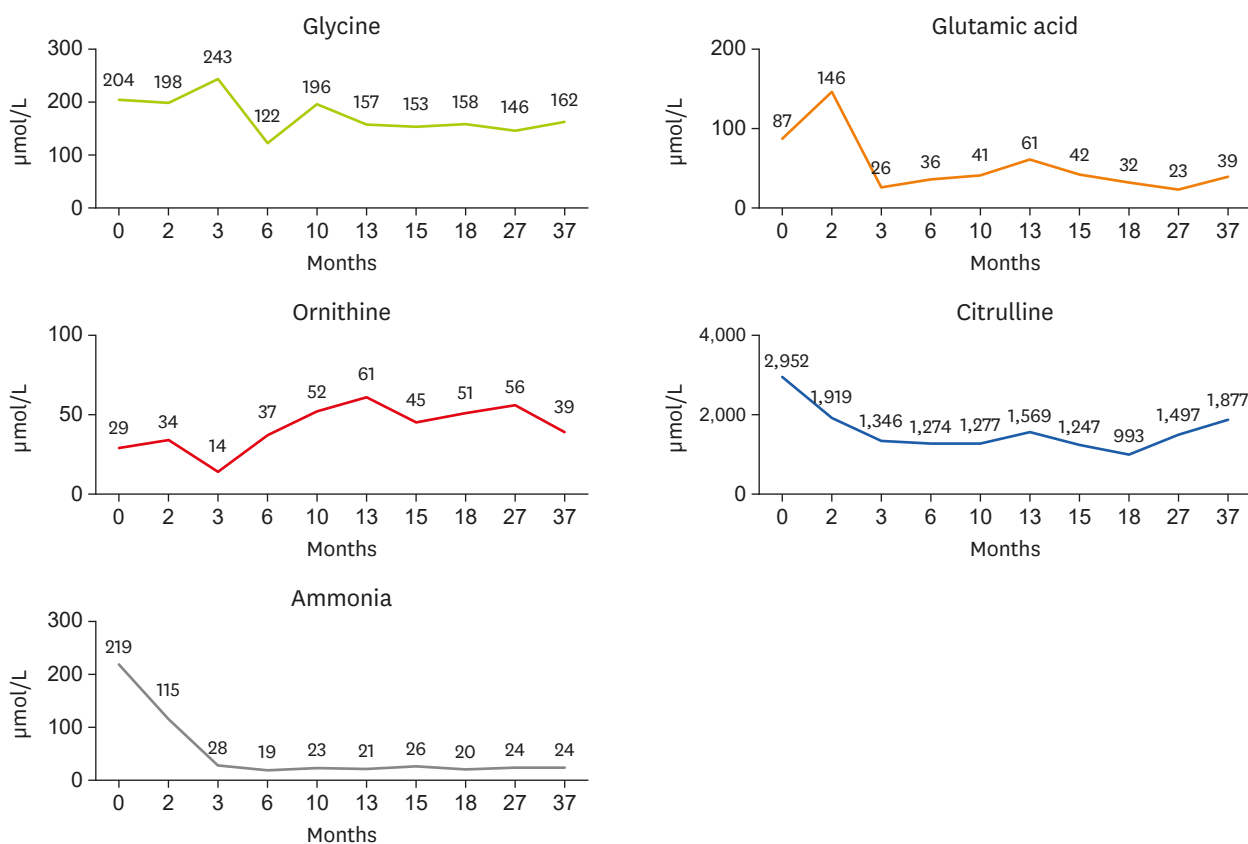 Glycine
300
200
100
0
µmol/L
204 198 243 122 196 157 153 158 146 162
0 2 3 6 10 13 15 18 27 37
Months
Glutamic acid
200
100
0
µmol/L
87 146 26 36 41 61 42 32 23 39
0 2 3 6 10 13 15 18 27 37
Months
Ornithine
100
50
0
µmol/L
29 34 14 37 52 61 45 51 56 39
0 2 3 6 10 13 15 18 27 37
Months
Citrulline
4,000
2,000
0
µmol/L
2,952 1,919 1,346 1,274 1,277 1,569 1,247 993 1,497 1,877
0 2 3 6 10 13 15 18 27 37
Months
Ammonia
300
200
100
0
µmol/L
219 115 28 19 23 21 26 20 24 24
0 2 3 6 10 13 15 18 27 37
Months